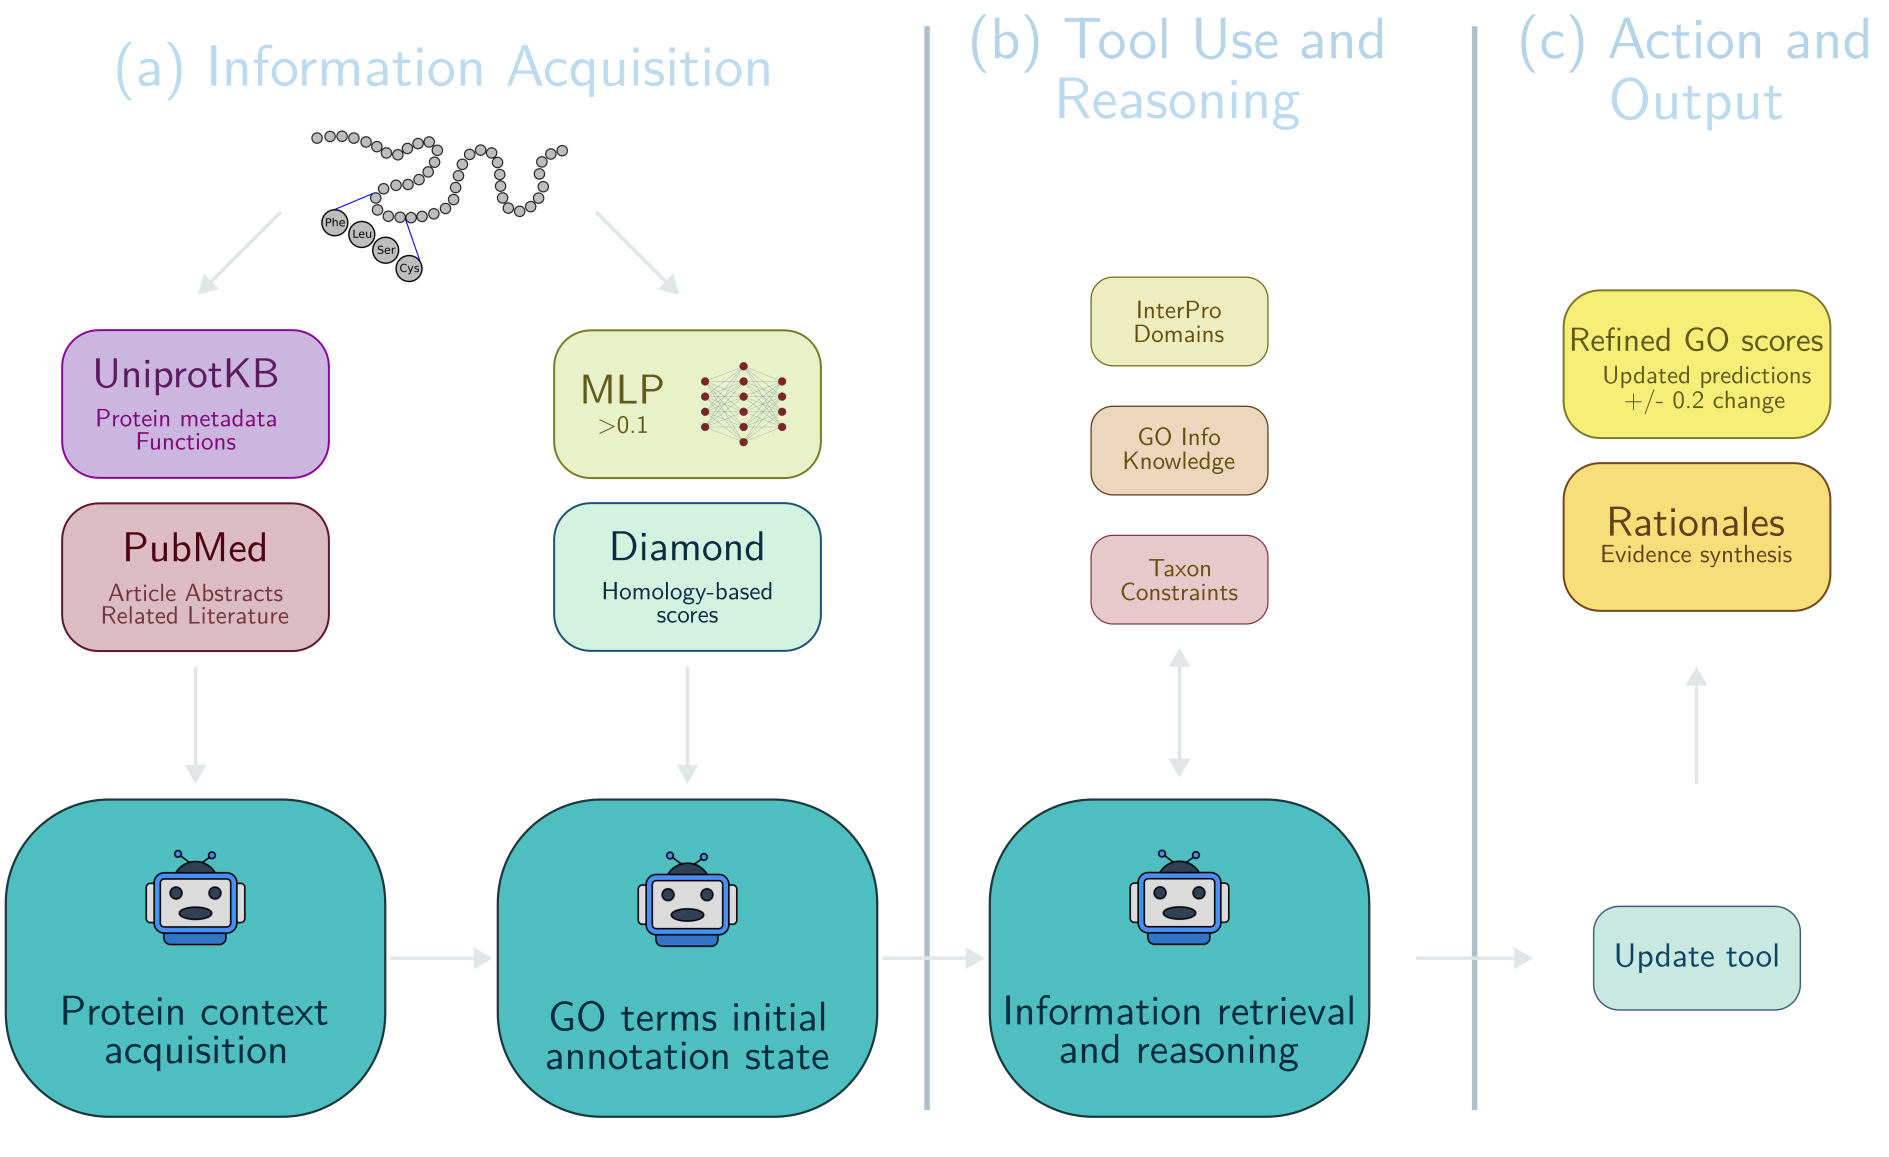 (a) Information Acquisition
Phe
Leu
Ser
Cys
UniprotKB
Protein metadata
Functions
MLP
>0.1
PubMed
Article Abstracts
Related Literature
Diamond
Homology-based
scores
Protein context
acquisition
GO terms initial
annotation state
(b) Tool Use and
Reasoning
InterPro
Domains
GO Info
Knowledge
Taxon
Constraints
Information retrieval
and reasoning
(c) Action and
Output
Refined GO scores
Updated predictions
+/- 0.2 change
Rationales
Evidence synthesis
Update tool